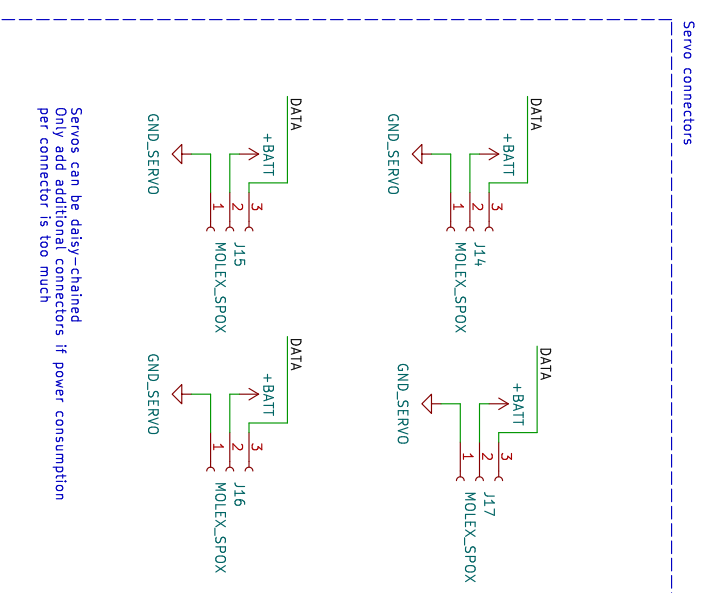 Servo connectors
DATA
+BATT
GND_SERVO
3
2
1
J14
MOLEX_SPOX
DATA
+BATT
GND_SERVO
3
2
1
J17
MOLEX_SPOX
DATA
+BATT
GND_SERVO
3
2
1
J15
MOLEX_SPOX
DATA
+BATT
GND_SERVO
3
2
1
J16
MOLEX_SPOX
Servos can be daisy-chained
Only add additional connectors if power consumption
per connector is too much